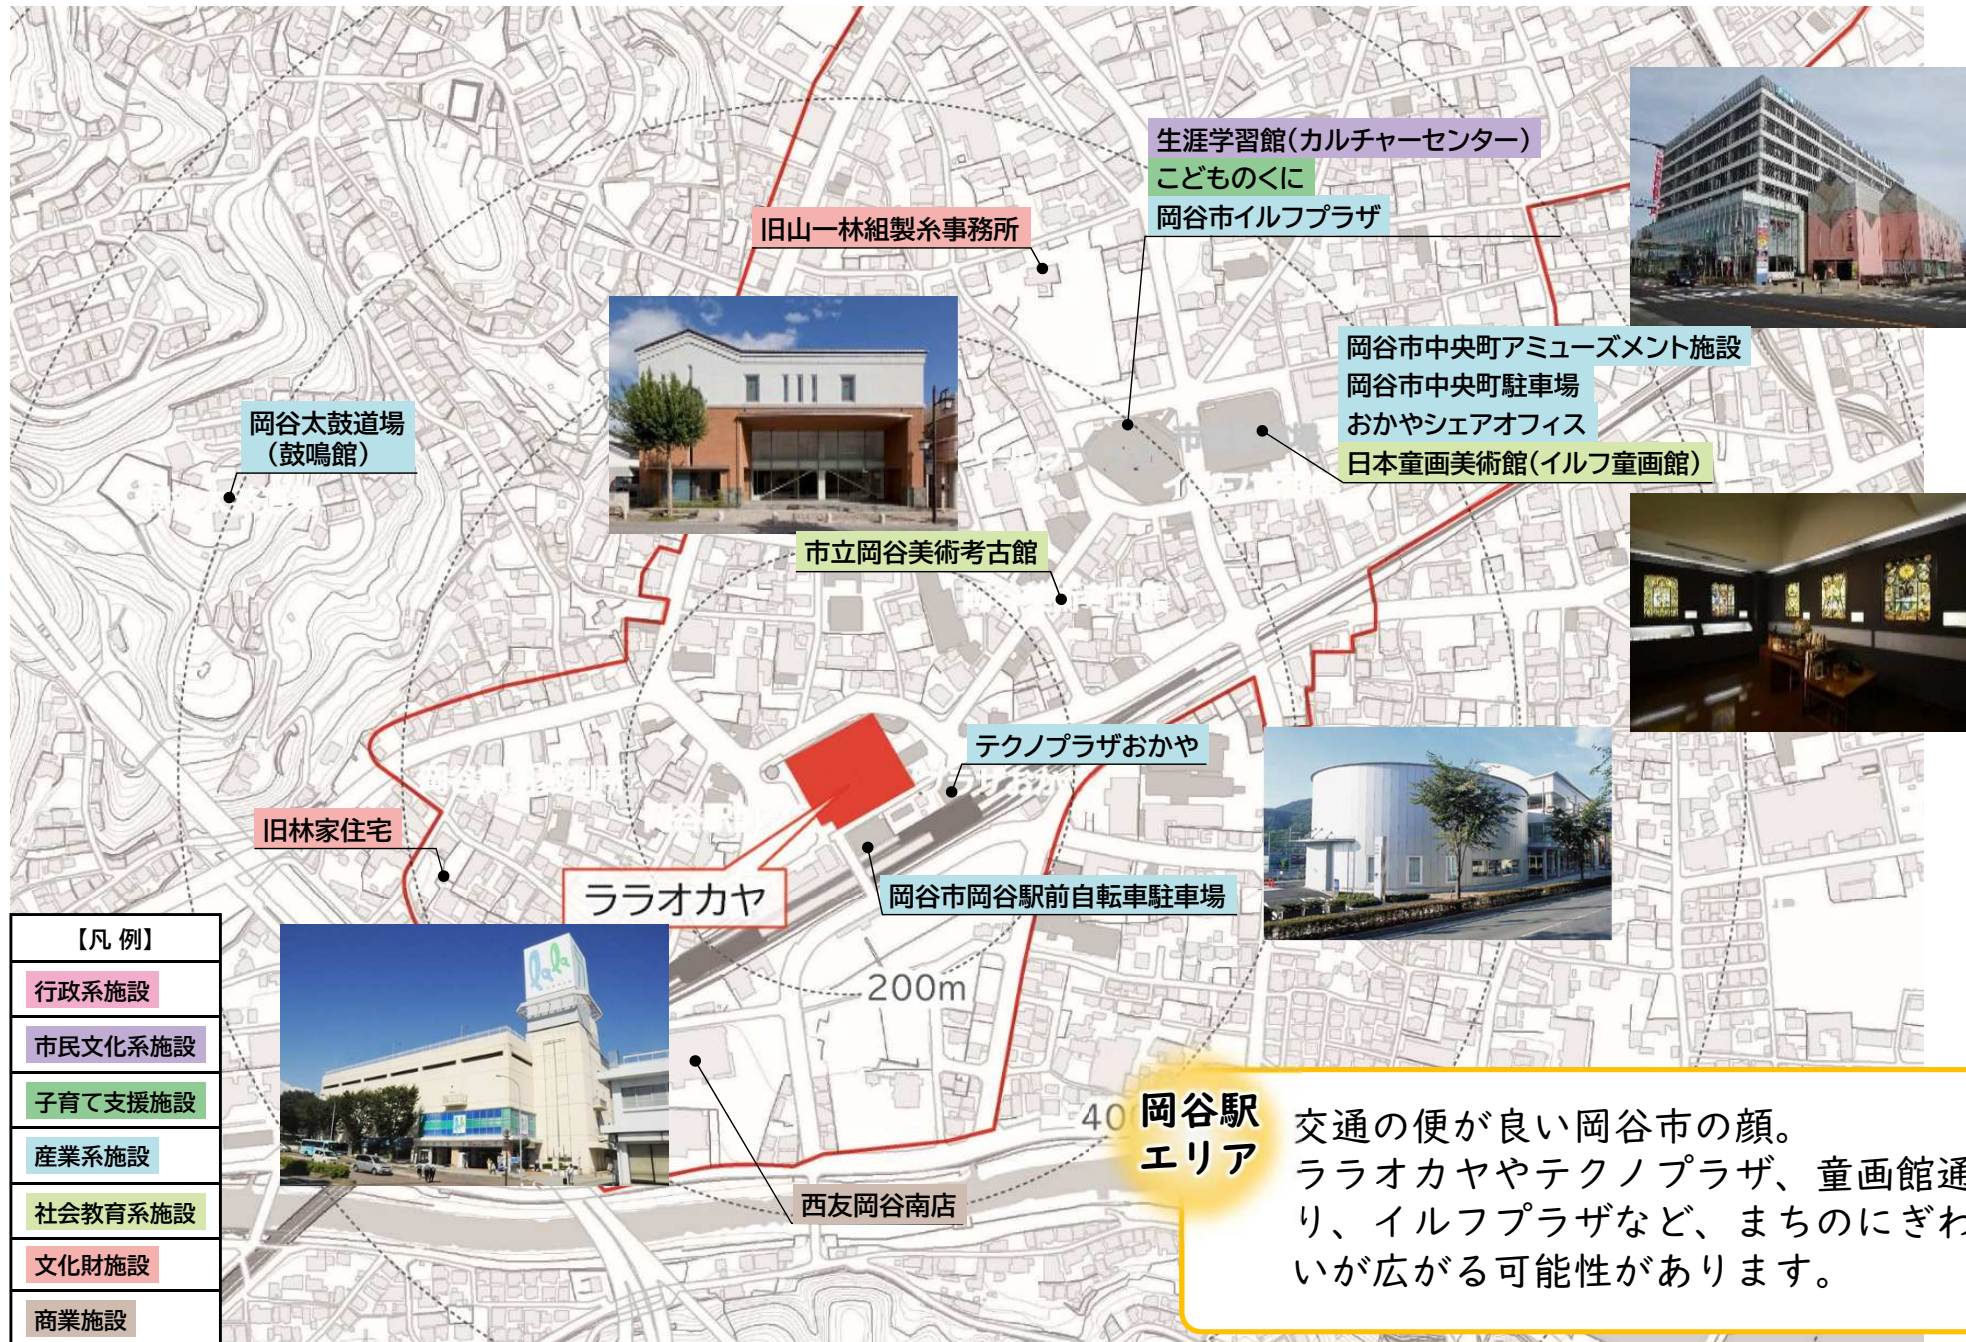 生涯学習館(カルチャーセンター)
こどものくに
岡谷市イルフプラザ
旧山一林組製糸事務所
岡谷市中央町アミューズメント施設
岡谷市中央町駐車場
おかやシェアオフィス
日本童画美術館(イルフ童画館)
岡谷太鼓道場
(鼓鳴館)
市立岡谷美術考古館
テクノプラザおかや
旧林家住宅
ララオカヤ
岡谷市岡谷駅前自転車駐車場
200m
lala
西友岡谷南店
【凡 例】
行政系施設
市民文化系施設
子育て支援施設
産業系施設
社会教育系施設
文化財施設
商業施設
岡谷駅
エリア
交通の便が良い岡谷市の顔。
ララオカヤやテクノプラザ、童画館通
り、イルフプラザなど、まちのにぎわ
いが広がる可能性があります。